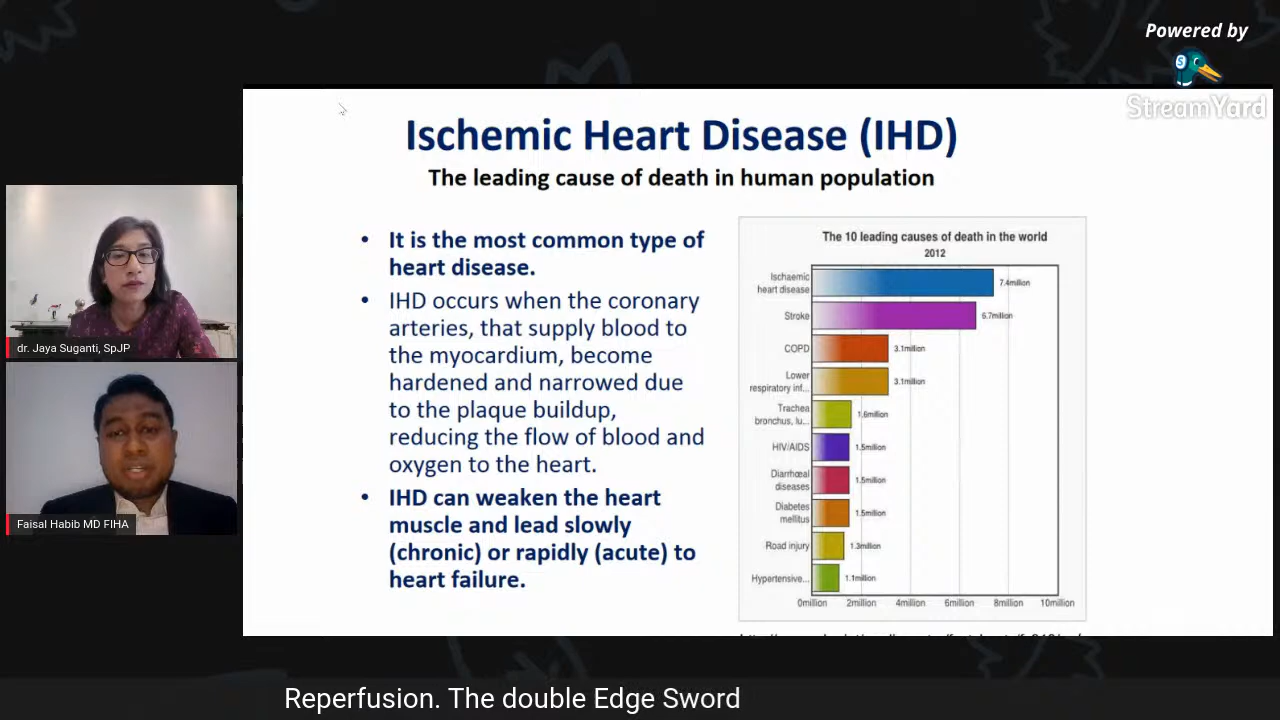 Powered by
StreamYard
Ischemic Heart Disease (IHD)
The leading cause of death in human population
• It is the most common type of
heart disease.
• IHD occurs when the coronary
arteries, that supply blood to
the myocardium, become
hardened and narrowed due
to the plaque buildup,
reducing the flow of blood and
oxygen to the heart.
• IHD can weaken the heart
muscle and lead slowly
(chronic) or rapidly (acute) to
heart failure.
The 10 leading causes of death in the world
2012
Ischaemic
heart disease
7.4million
Stroke
6.7million
COPD
3.1million
Lower
respiratory inf...
3.1million
Trachea
bronchus, lu...
1.6million
HIV/AIDS
1.5million
Diarrhœal
diseases
1.5million
Diabetes
mellitus
1.5million
Road injury
1.3million
Hypertensive...
1.1million
0million 2million 4million 6million 8million 10million
dr. Jaya Suganti, SpJP
Faisal Habib MD FIHA
Reperfusion. The double Edge Sword